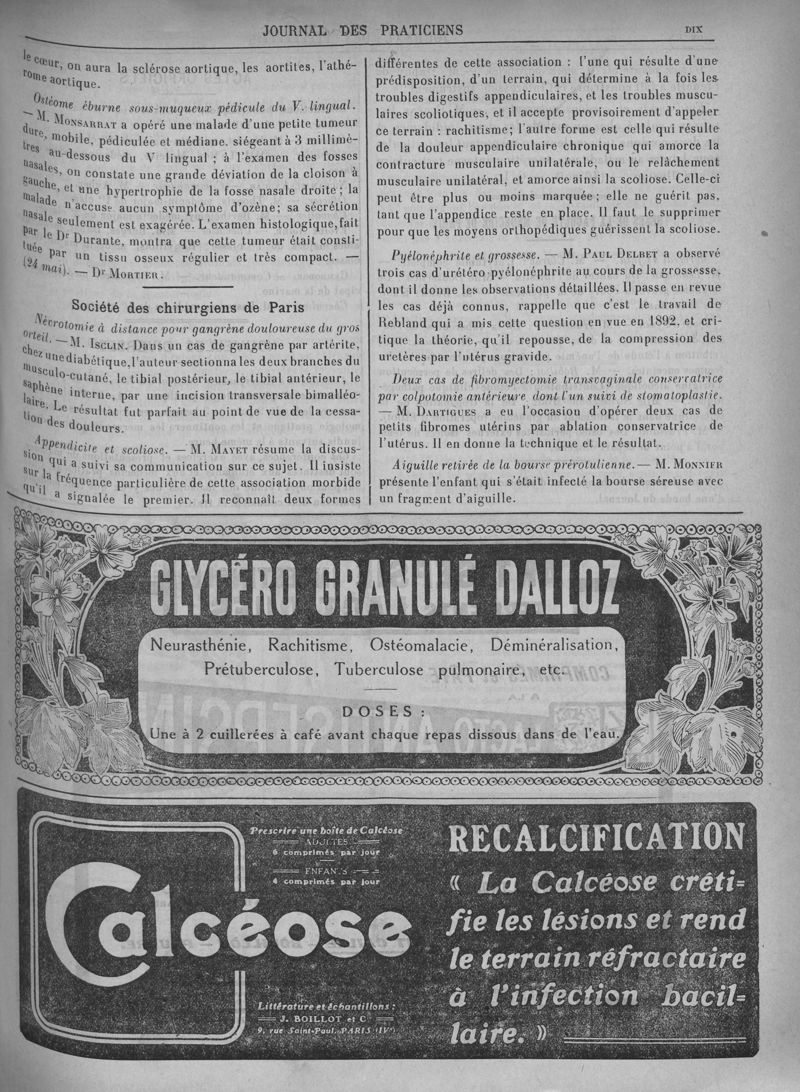 JOURNAL DES PRATICIENS
DIX
le cœur, on aura la sclérose aortique, les aortites, l'athé-
rome aortique.
Ostéome éburne sous-muqueux pédicule du V. lingual.
— M. MONSARRAT a opéré une malade d'une petite tumeur
dure, mobile, pédiculée et médiane, siégeant à 3 millimè-
tres au-dessous du V lingual ; à l'examen des fosses
nasales, on constate une grande déviation de la cloison à
gauche, et une hypertrophie de la fosse nasale droite ; la
malade n'accuse aucun symptôme d'ozène; sa sécrétion
nasale seulement est exagérée. L'examen histologique, fait
par le Dr Durante, montra que cette tumeur était consti-
tuée par un tissu osseux régulier et très compact. —
(24 mai). — Dr MORTIER.
Société des chirurgiens de Paris
Névrotomie à distance pour gangrène douloureuse du gros
orteil. — M. ISCLIN. Dans un cas de gangrène par artérite,
chez une diabétique, l'auteur sectionna les deux branches du
musculo-cutané, le tibial postérieur, le tibial antérieur, le
saphène interne, par une incision transversale bimalléo-
laire. Le résultat fut parfait au point de vue de la cessa-
tion des douleurs.
Appendicite et scoliose. — M. MAYET résume la discus-
sion qui a suivi sa communication sur ce sujet. Il insiste
sur la fréquence particulière de cette association morbide
qu'il a signalée le premier. Il reconnaît deux formes
différentes de cette association : l'une qui résulte d'une
prédisposition, d'un terrain, qui détermine à la fois les
troubles digestifs appendiculaires, et les troubles muscu-
laires scoliotiques, et il accepte provisoirement d'appeler
ce terrain : rachitisme; l'autre forme est celle qui résulte
de la douleur appendiculaire chronique qui amorce la
contracture musculaire unilatérale, ou le relâchement
musculaire unilatéral, et amorce ainsi la scoliose. Celle-ci
peut être plus ou moins marquée ; elle ne guérit pas,
tant que l'appendice reste en place. Il faut le supprimer
pour que les moyens orthopédiques guérissent la scoliose.
Pyélonéphrite et grossesse. — M. PAUL DELBET a observé
trois cas d'urétéro-pyélonéphrite au cours de la grossesse,
dont il donne les observations détaillées. Il passe en revue
les cas déjà connus, rappelle que c'est le travail de
Rebland qui a mis cette question en vue en 1892, et cri-
tique la théorie, qu'il repousse, de la compression des
uretères par l'utérus gravide.
Deux cas de fibromyectomie transvaginale conservatrice
par colpotomie antérieure dont l'un suivi de stomatoplastie.
— M. DARTIGUES a eu l'occasion d'opérer deux cas de
petits fibromes utérins par ablation conservatrice de
l'utérus. Il en donne la technique et le résultat.
Aiguille retirée de la bourse prérotulienne. — M. MONNIER
présente l'enfant qui s'était infecté la bourse séreuse avec
un fragment d'aiguille.
GLYCÉRO GRANULÉ DALLOZ
Neurasthénie, Rachitisme, Ostéomalacie, Déminéralisation,
Prétuberculose, Tuberculose pulmonaire, etc.
DOSES :
Une à 2 cuillerées à café avant chaque repas dissous dans de l'eau.
Prescrire une boîte de Calcéose
ADULTES
6 comprimés par jour
ENFANTS
4 comprimés par jour
Calcéose
Littérature et échantillons :
J. BOILLOT et C
9, rue Saint-Paul, PARIS (IVe)
RECALCIFICATION
« La Calcéose créti=
fie les lésions et rend
le terrain réfractaire
à l'infection bacil=
laire. »